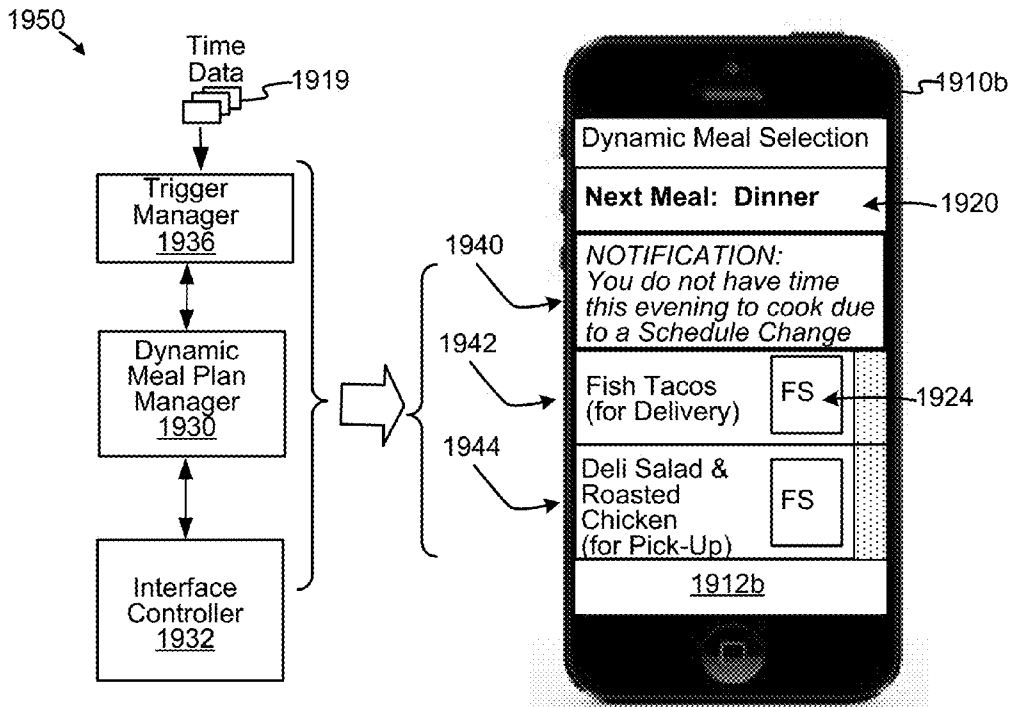 1950
Time
Data
1919
Trigger
Manager
1936
Dynamic
Meal Plan
Manager
1930
Interface
Controller
1932
1940
1942
1944
1910b
Dynamic Meal Selection
Next Meal: Dinner
1920
NOTIFICATION:
You do not have time
this evening to cook due
to a Schedule Change
Fish Tacos
(for Delivery)
FS
1924
Deli Salad &
Roasted
Chicken
(for Pick-Up)
FS
1912b